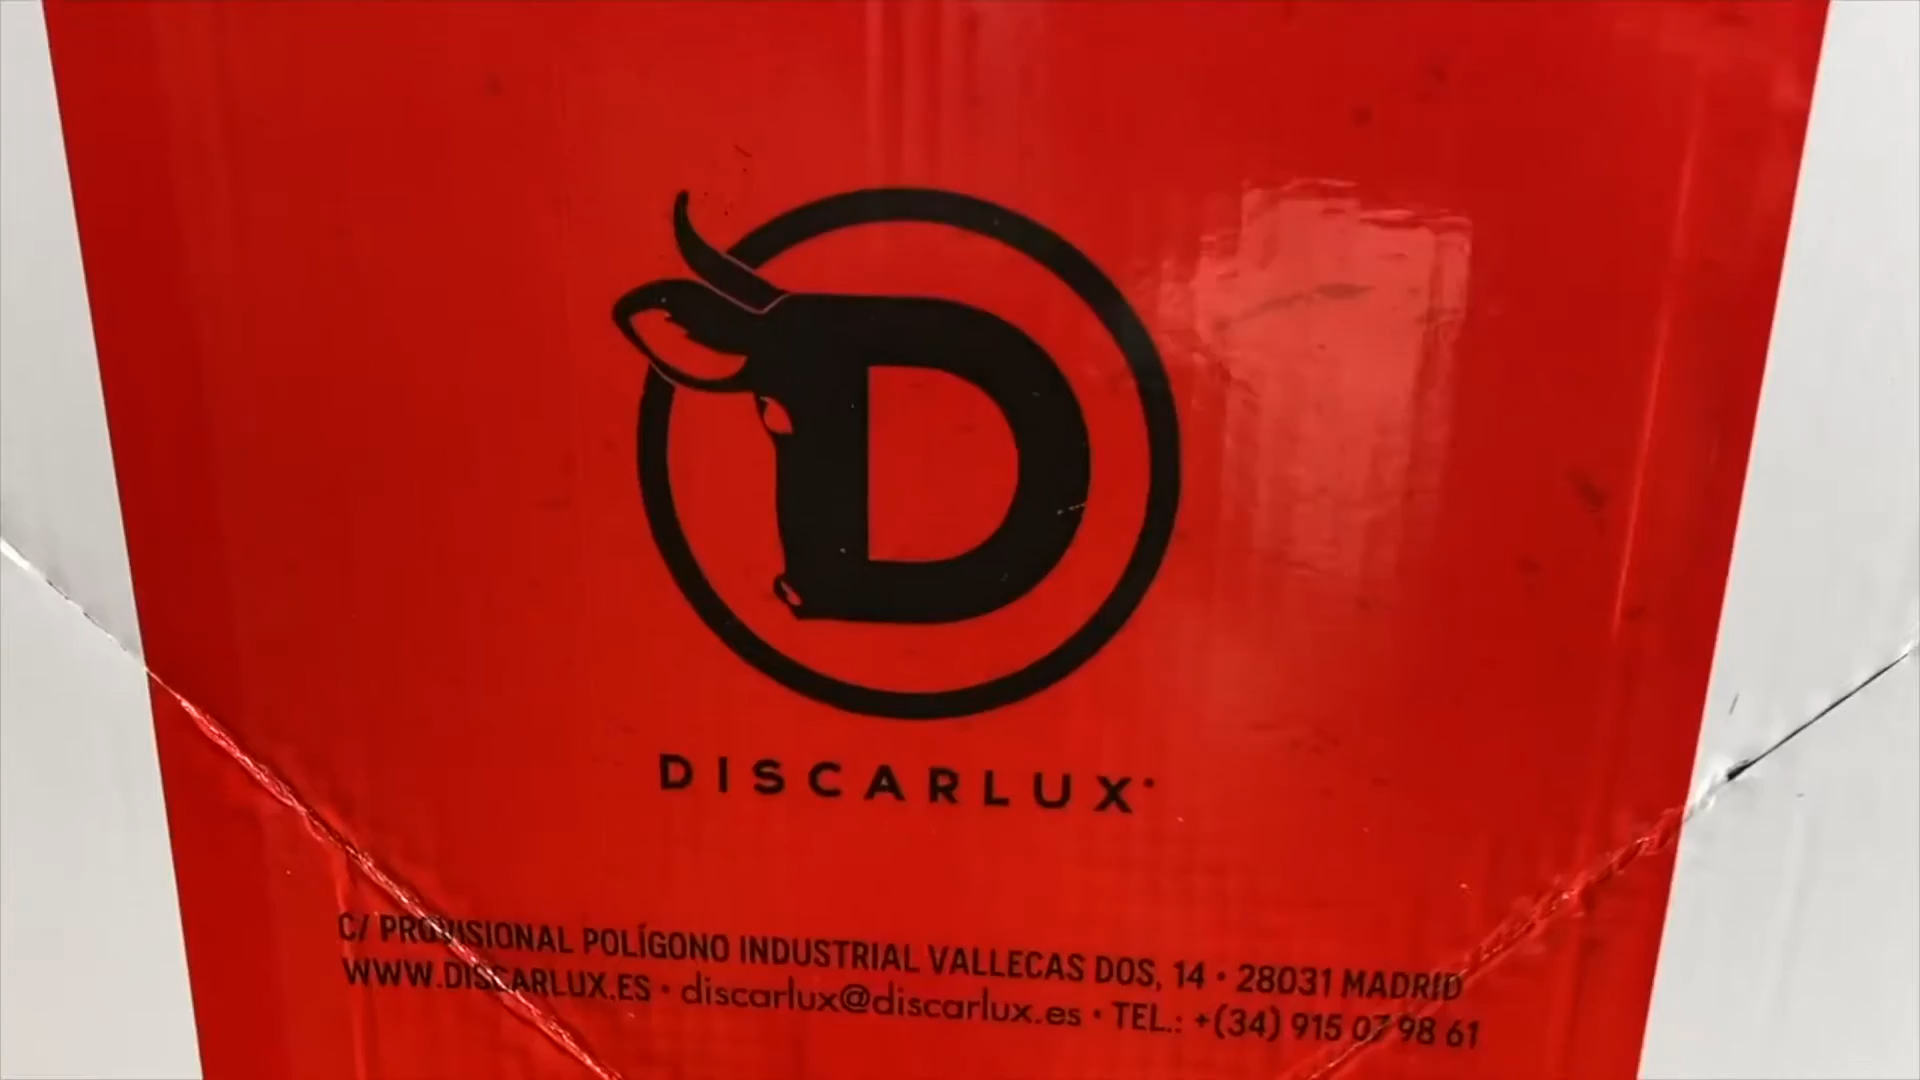 D
DISCARLUX
C/ PROVISIONAL POLÍGONO INDUSTRIAL VALLECAS DOS, 14 • 28031 MADRID
WWW.DISCARLUX.ES • discarlux@discarlux.es • TEL.: +(34) 915 07 98 61